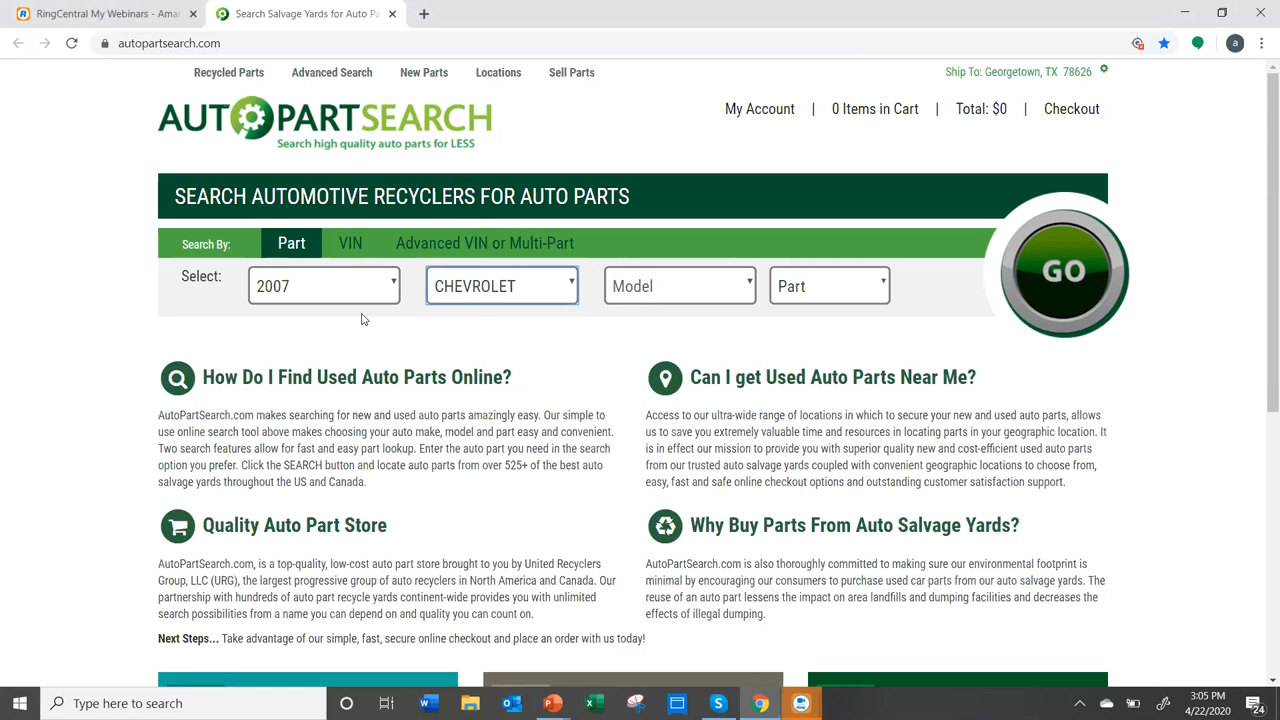 RingCentral My Webinars - Amar
Search Salvage Yards for Auto Pa
autopartsearch.com
a
Recycled Parts Advanced Search New Parts Locations Sell Parts
Ship To: Georgetown, TX 78626
AUTOPARTSEARCH
Search high quality auto parts for LESS
My Account | 0 Items in Cart | Total: $0 | Checkout
SEARCH AUTOMOTIVE RECYCLERS FOR AUTO PARTS
Search By: Part VIN Advanced VIN or Multi-Part
Select: 2007 CHEVROLET Model Part
GO
How Do I Find Used Auto Parts Online?
AutoPartSearch.com makes searching for new and used auto parts amazingly easy. Our simple to
use online search tool above makes choosing your auto make, model and part easy and convenient.
Two search features allow for fast and easy part lookup. Enter the auto part you need in the search
option you prefer. Click the SEARCH button and locate auto parts from over 525+ of the best auto
salvage yards throughout the US and Canada.
Can I get Used Auto Parts Near Me?
Access to our ultra-wide range of locations in which to secure your new and used auto parts, allows
us to save you extremely valuable time and resources in locating parts in your geographic location. It
is in effect our mission to provide you with superior quality new and cost-efficient used auto parts
from our trusted auto salvage yards coupled with convenient geographic locations to choose from,
easy, fast and safe online checkout options and outstanding customer satisfaction support.
Quality Auto Part Store
AutoPartSearch.com, is a top-quality, low-cost auto part store brought to you by United Recyclers
Group, LLC (URG), the largest progressive group of auto recyclers in North America and Canada. Our
partnership with hundreds of auto part recycle yards continent-wide provides you with unlimited
search possibilities from a name you can depend on and quality you can count on.
Why Buy Parts From Auto Salvage Yards?
AutoPartSearch.com is also thoroughly committed to making sure our environmental footprint is
minimal by encouraging our consumers to purchase used car parts from our auto salvage yards. The
reuse of an auto part lessens the impact on area landfills and dumping facilities and decreases the
effects of illegal dumping.
Next Steps... Take advantage of our simple, fast, secure online checkout and place an order with us today!
Type here to search
3:05 PM
4/22/2020
24